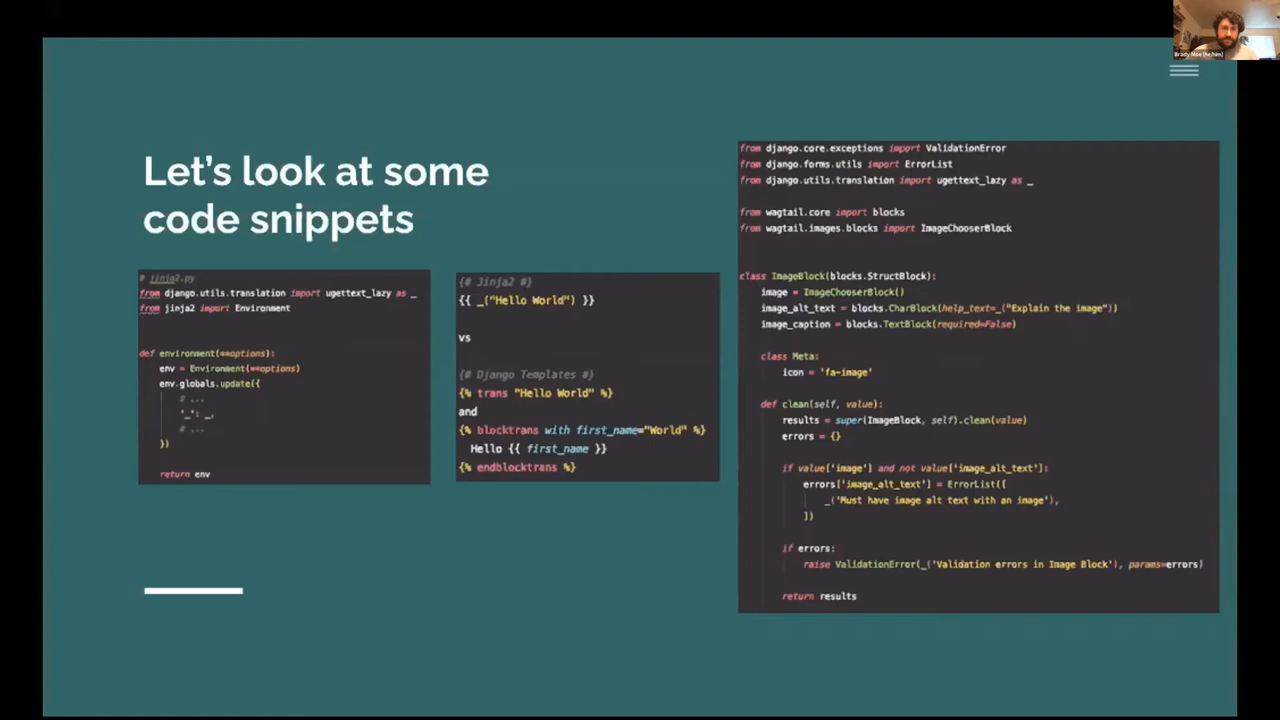 Brady Moe (he/him)
Let's look at some
code snippets
# jinja2.py
from django.utils.translation import ugettext_lazy as _
from jinja2 import Environment
def environment(**options):
env = Environment(**options)
env.globals.update({
# ...
'_': _,
# ...
})
return env
{# Jinja2 #}
{{ _("Hello World") }}
vs
{# Django Templates #}
{% trans "Hello World" %}
and
{% blocktrans with first_name="World" %}
Hello {{ first_name }}
{% endblocktrans %}
from django.core.exceptions import ValidationError
from django.forms.utils import ErrorList
from django.utils.translation import ugettext_lazy as _
from wagtail.core import blocks
from wagtail.images.blocks import ImageChooserBlock
class ImageBlock(blocks.StructBlock):
image = ImageChooserBlock()
image_alt_text = blocks.CharBlock(help_text=_("Explain the image"))
image_caption = blocks.TextBlock(required=False)
class Meta:
icon = 'fa-image'
def clean(self, value):
results = super(ImageBlock, self).clean(value)
errors = {}
if value['image'] and not value['image_alt_text']:
errors['image_alt_text'] = ErrorList([
_('Must have image alt text with an image'),
])
if errors:
raise ValidationError(_('Validation errors in Image Block'), params=errors)
return results